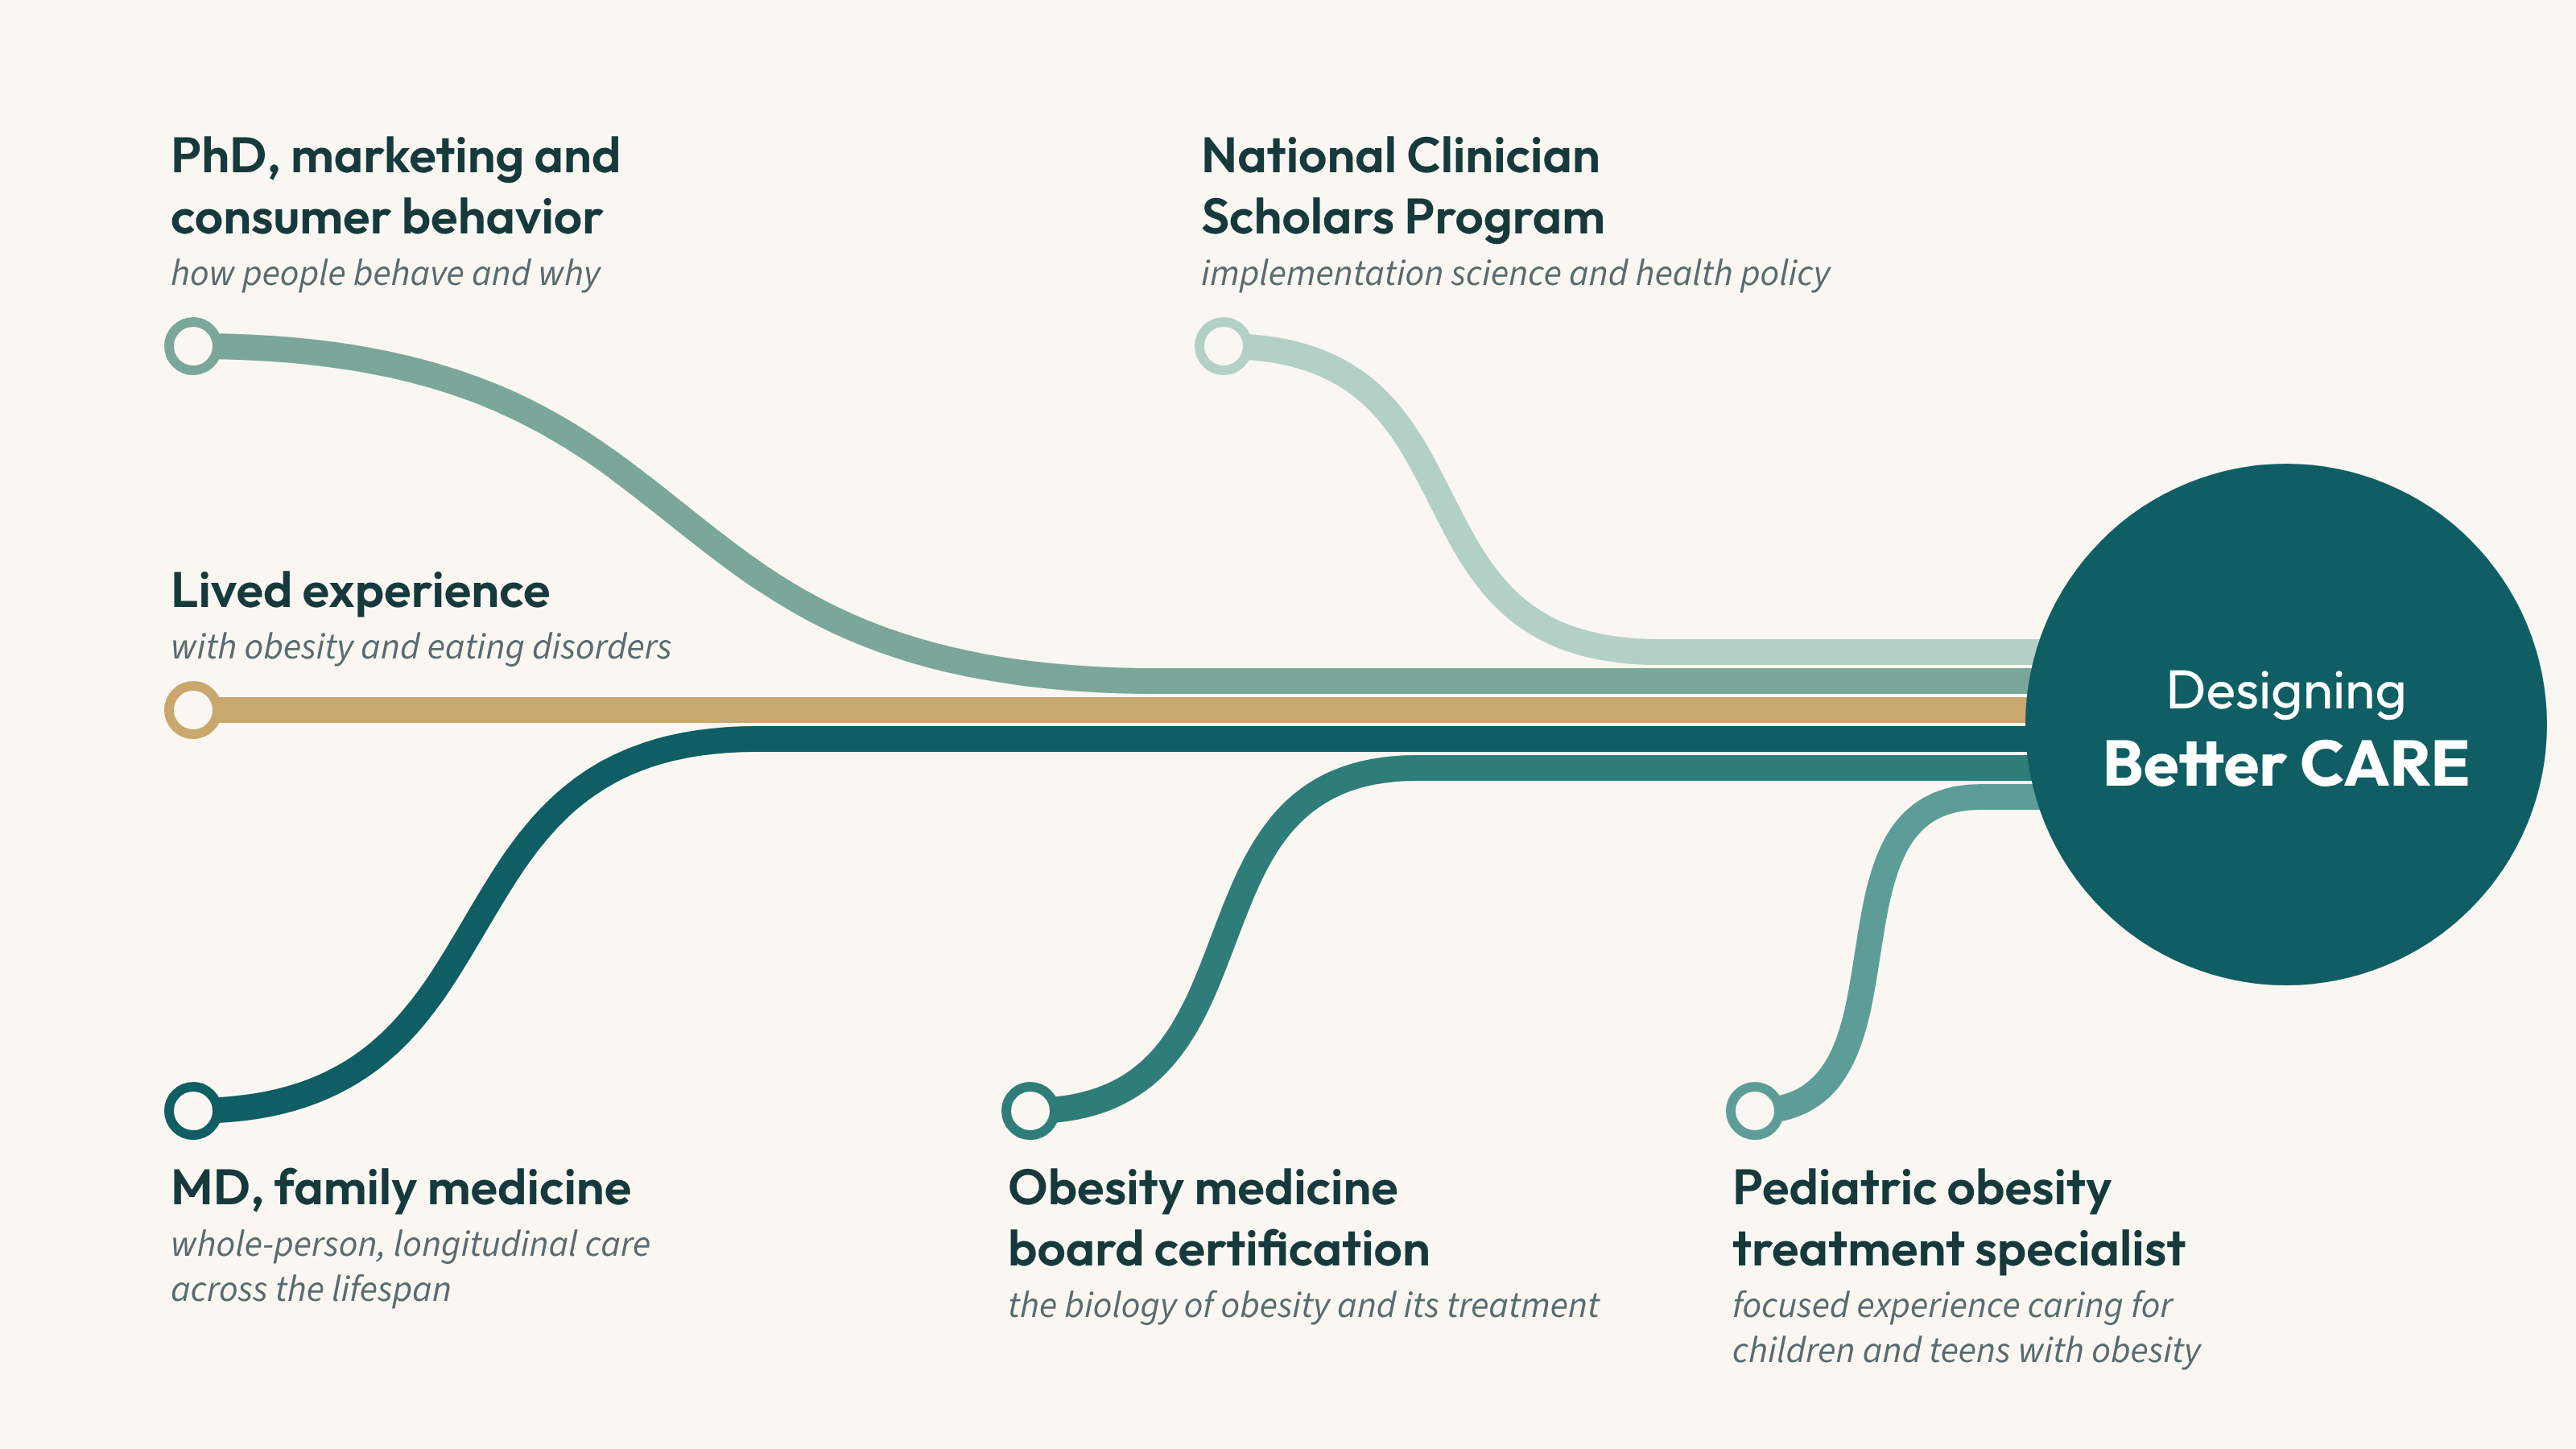 PhD, marketing and
consumer behavior
how people behave and why
National Clinician
Scholars Program
implementation science and health policy
Lived experience
with obesity and eating disorders
Designing
Better CARE
MD, family medicine
whole-person, longitudinal care
across the lifespan
Obesity medicine
board certification
the biology of obesity and its treatment
Pediatric obesity
treatment specialist
focused experience caring for
children and teens with obesity